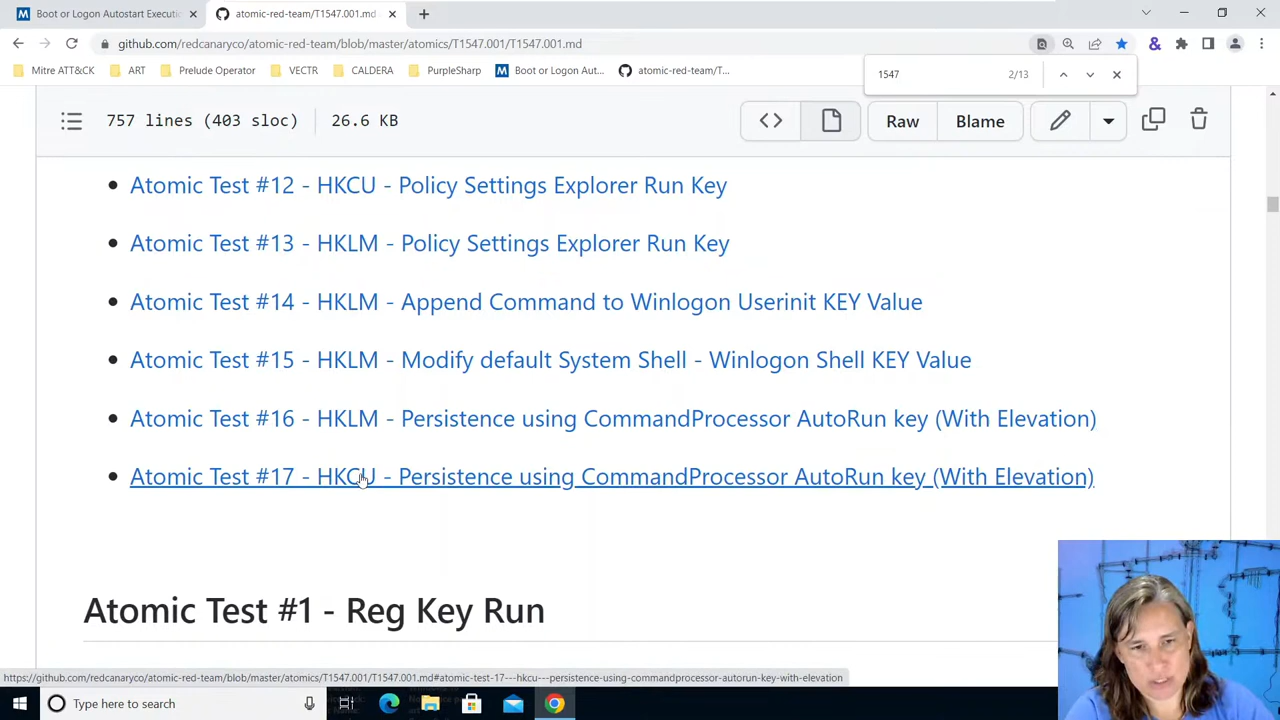 Boot or Logon Autostart Executi
atomic-red-team/T1547.001.md
github.com/redcanaryco/atomic-red-team/blob/master/atomics/T1547.001/T1547.001.md
Mitre ATT&CK
ART
Prelude Operator
VECTR
CALDERA
PurpleSharp
Boot or Logon Aut...
atomic-red-team/T...
1547
2/13
757 lines (403 sloc)
26.6 KB
Raw
Blame
Atomic Test #12 - HKCU - Policy Settings Explorer Run Key
Atomic Test #13 - HKLM - Policy Settings Explorer Run Key
Atomic Test #14 - HKLM - Append Command to Winlogon Userinit KEY Value
Atomic Test #15 - HKLM - Modify default System Shell - Winlogon Shell KEY Value
Atomic Test #16 - HKLM - Persistence using CommandProcessor AutoRun key (With Elevation)
Atomic Test #17 - HKCU - Persistence using CommandProcessor AutoRun key (With Elevation)
Atomic Test #1 - Reg Key Run
https://github.com/redcanaryco/atomic-red-team/blob/master/atomics/T1547.001/T1547.001.md#atomic-test-17---hkcu---persistence-using-commandprocessor-autorun-key-with-elevation
Type here to search